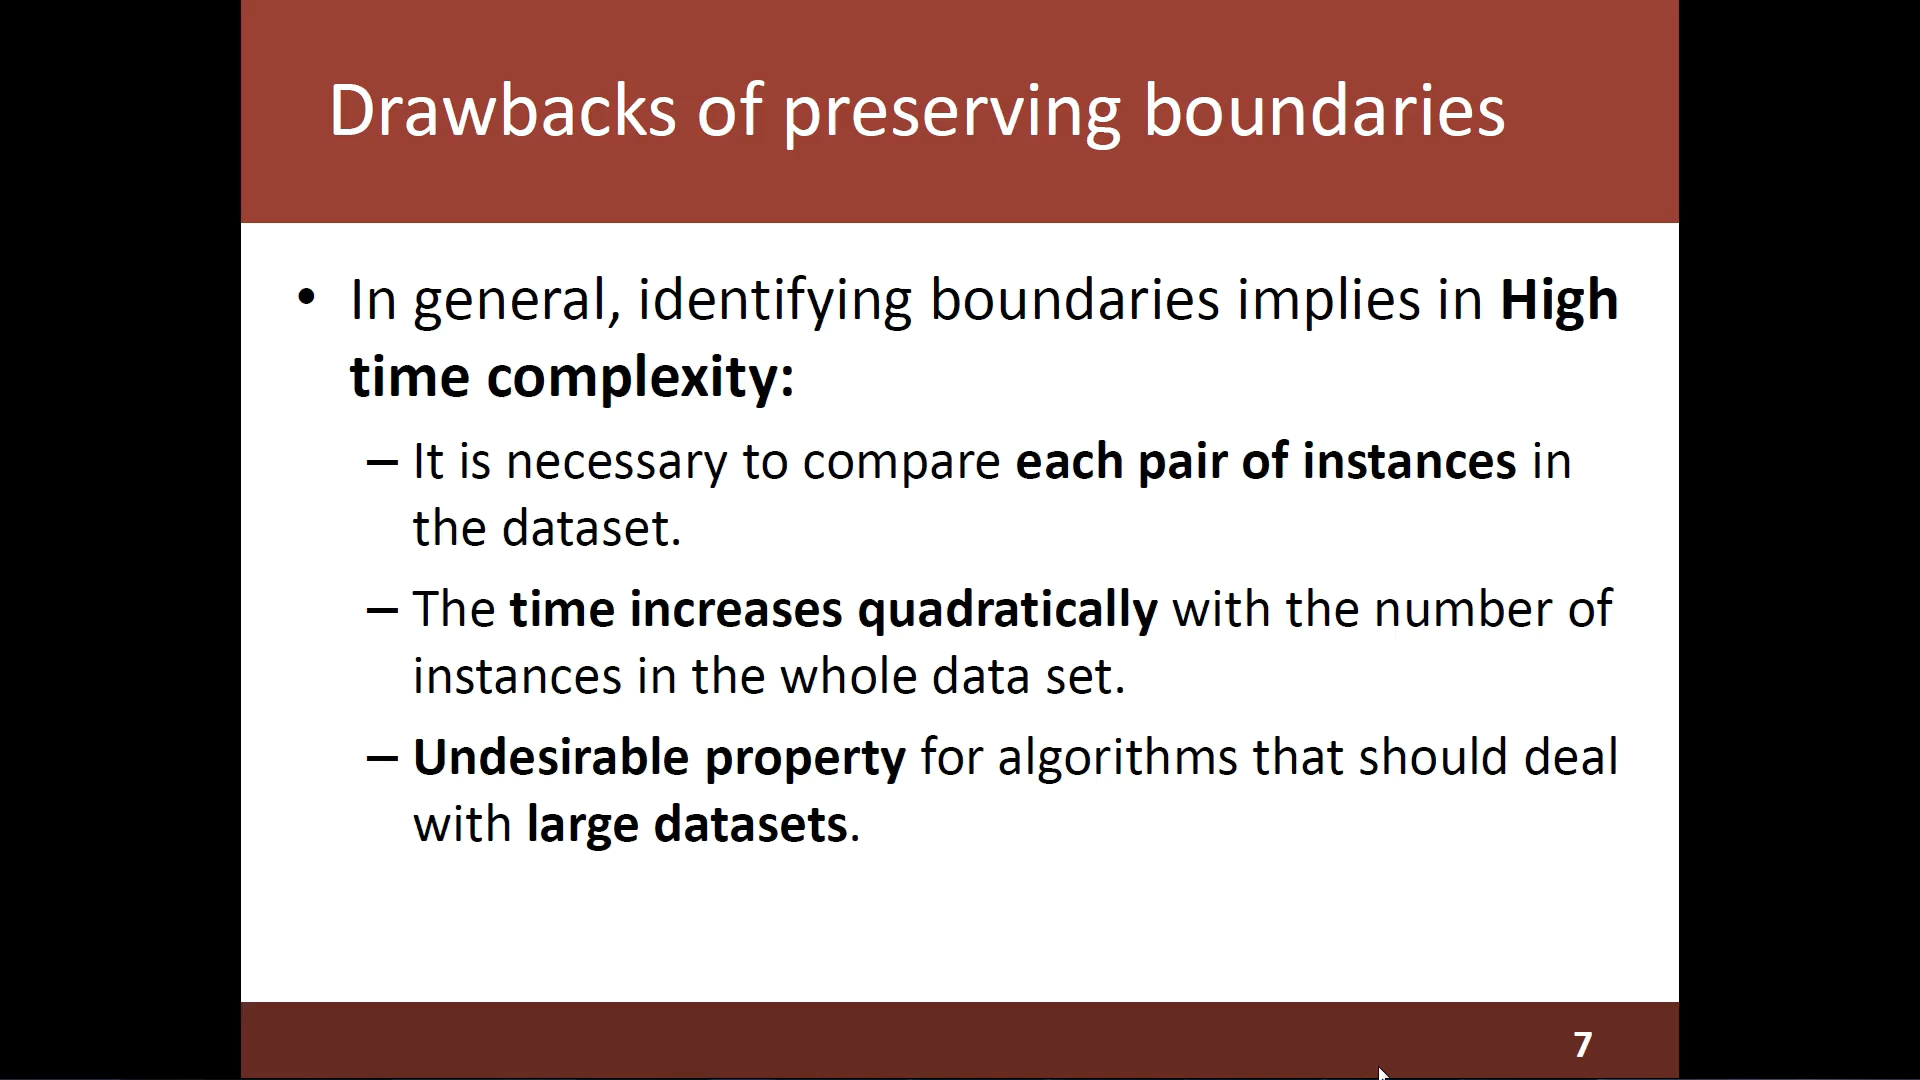 Drawbacks of preserving boundaries
• In general, identifying boundaries implies in High
time complexity:
– It is necessary to compare each pair of instances in
the dataset.
– The time increases quadratically with the number of
instances in the whole data set.
– Undesirable property for algorithms that should deal
with large datasets.
7